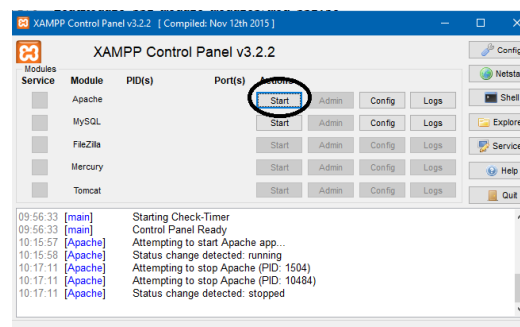 XAMPP Control Panel v3.2.2 [ Compiled: Nov 12th 2015 ]
XAMPP Control Panel v3.2.2
Config
Modules
Service Module PID(s) Port(s) Actions
Netsta
Apache Start Admin Config Logs
Shell
MySQL Start Admin Config Logs
Explore
FileZilla Start Admin Config Logs
Service
Mercury Start Admin Config Logs
Help
Tomcat Start Admin Config Logs
Quit
09:56:33 [main] Starting Check-Timer
09:56:33 [main] Control Panel Ready
10:15:57 [Apache] Attempting to start Apache app...
10:15:58 [Apache] Status change detected: running
10:17:11 [Apache] Attempting to stop Apache (PID: 1504)
10:17:11 [Apache] Attempting to stop Apache (PID: 10484)
10:17:11 [Apache] Status change detected: stopped